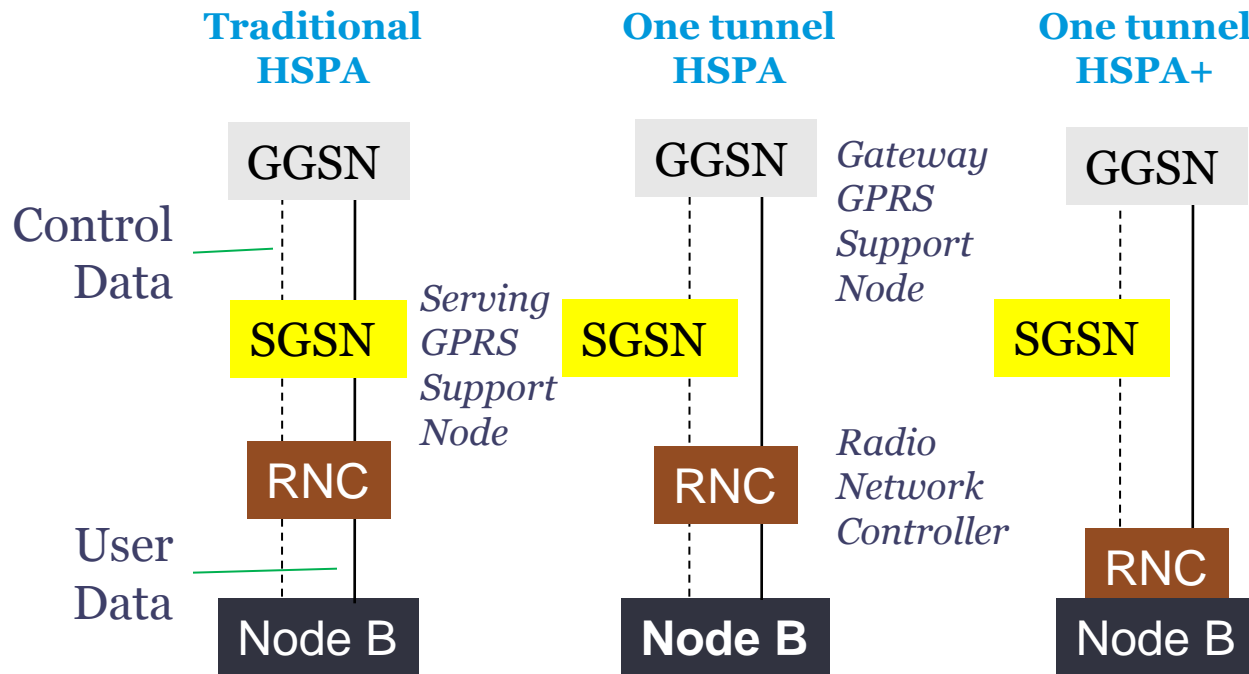 Traditional
HSPA
One tunnel
HSPA
One tunnel
HSPA+
GGSN
GGSN
Gateway
GPRS
Support
Node
GGSN
Control
Data
SGSN
Serving
GPRS
Support
Node
SGSN
SGSN
RNC
RNC
Radio
Network
Controller
RNC
User
Data
Node B
Node B
Node B